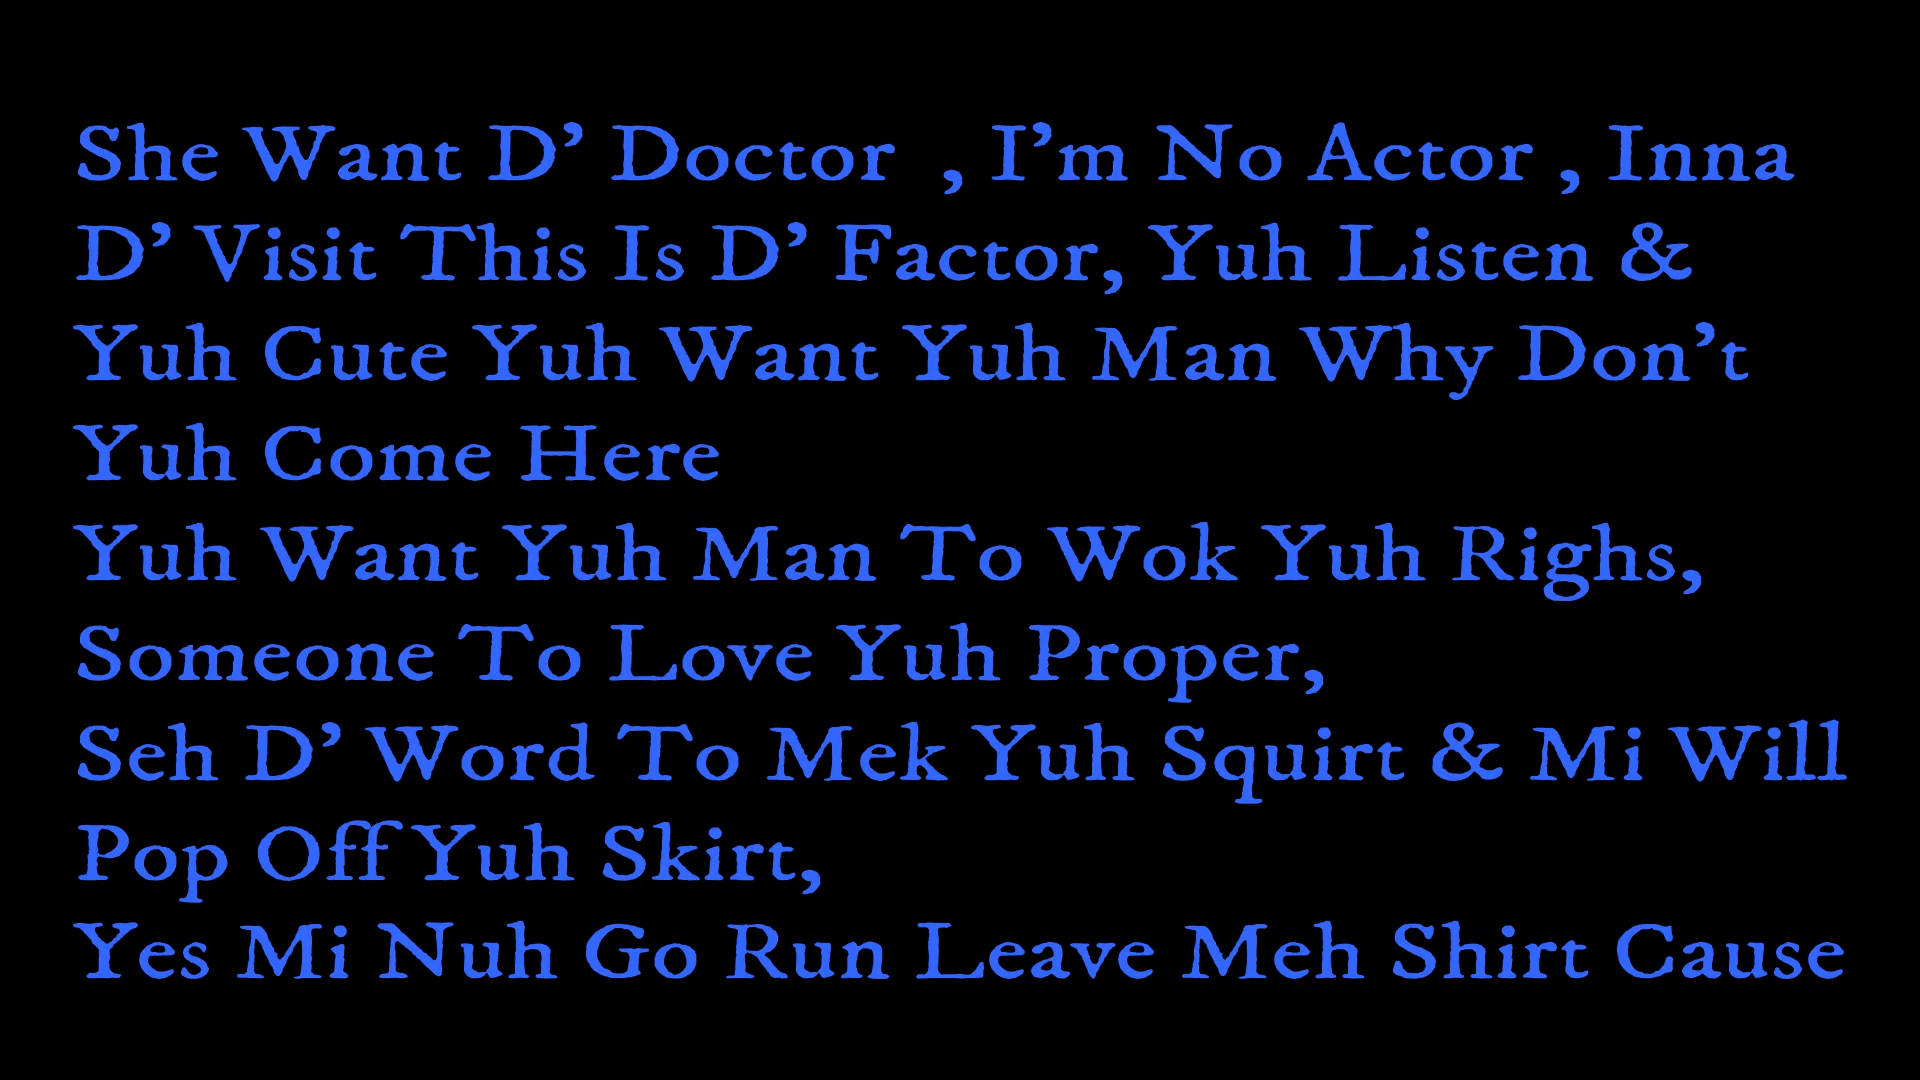 She Want D’ Doctor  , I’m No Actor , Inna
D’ Visit This Is D’ Factor, Yuh Listen &
Yuh Cute Yuh Want Yuh Man Why Don’t
Yuh Come Here
Yuh Want Yuh Man To Wok Yuh Righs,
Someone To Love Yuh Proper,
Seh D’ Word To Mek Yuh Squirt & Mi Will
Pop Off Yuh Skirt,
Yes Mi Nuh Go Run Leave Meh Shirt Cause